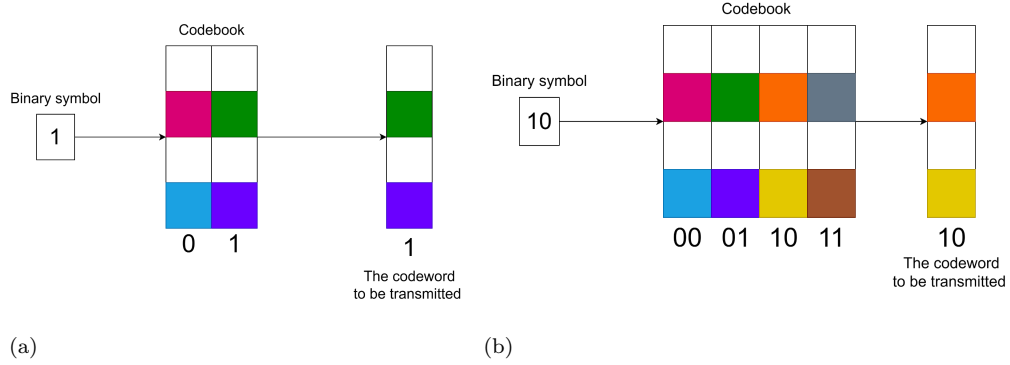 Codebook
Binary symbol
1
0 1
1
The codeword
to be transmitted
(a)
Codebook
Binary symbol
10
00 01 10 11
10
The codeword
to be transmitted
(b)